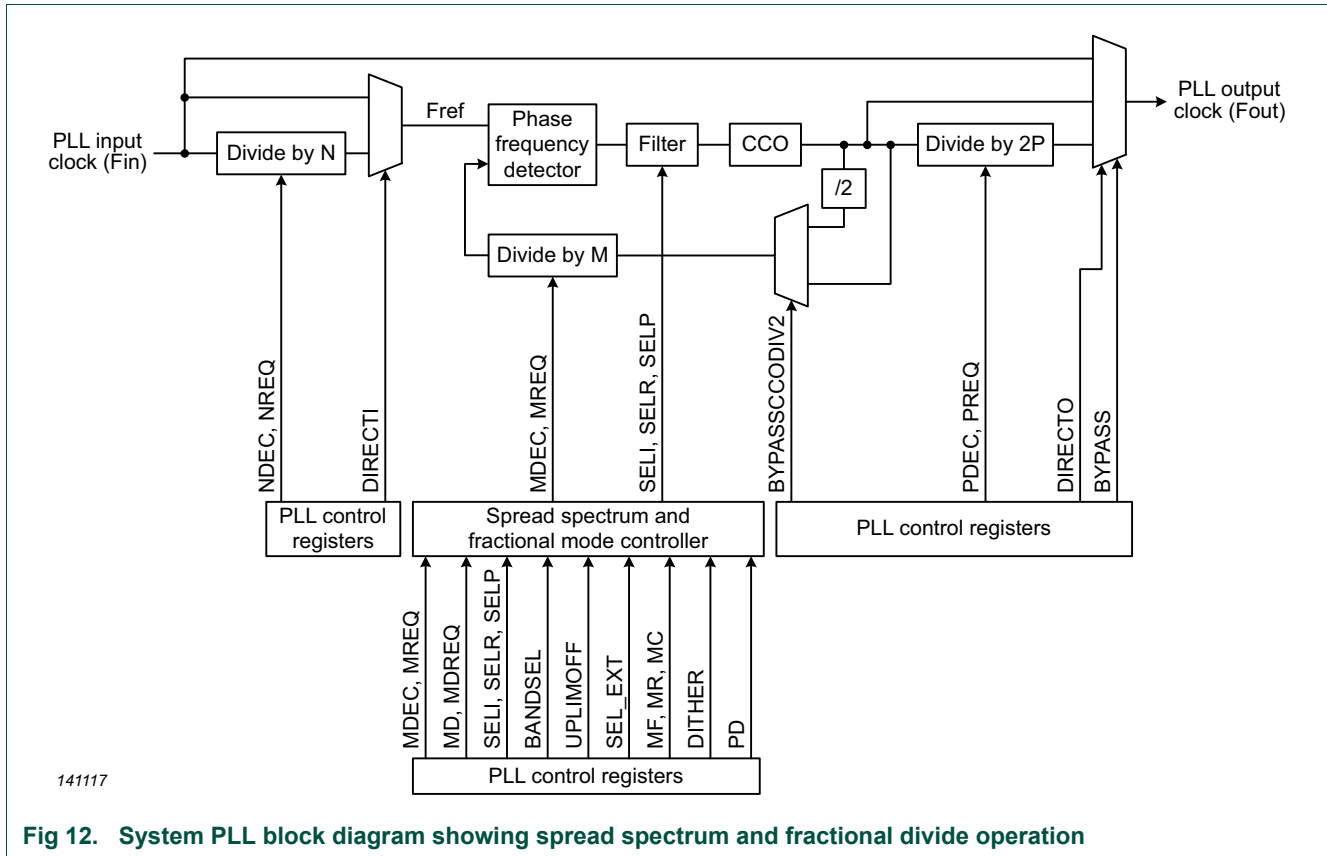 PLL input
clock (Fin)
Divide by N
Fref
Phase
frequency
detector
Filter
CCO
/2
Divide by 2P
PLL output
clock (Fout)
Divide by M
NDEC, NREQ
DIRECTI
MDEC, MREQ
SELI, SELR, SELP
BYPASSCCODIV2
PDEC, PREQ
DIRECTO
BYPASS
PLL control
registers
Spread spectrum and
fractional mode controller
PLL control registers
MDEC, MREQ
MD, MDREQ
SELI, SELR, SELP
BANDSEL
UPLIMOFF
SEL_EXT
MF, MR, MC
DITHER
PD
PLL control registers
141117
Fig 12. System PLL block diagram showing spread spectrum and fractional divide operation